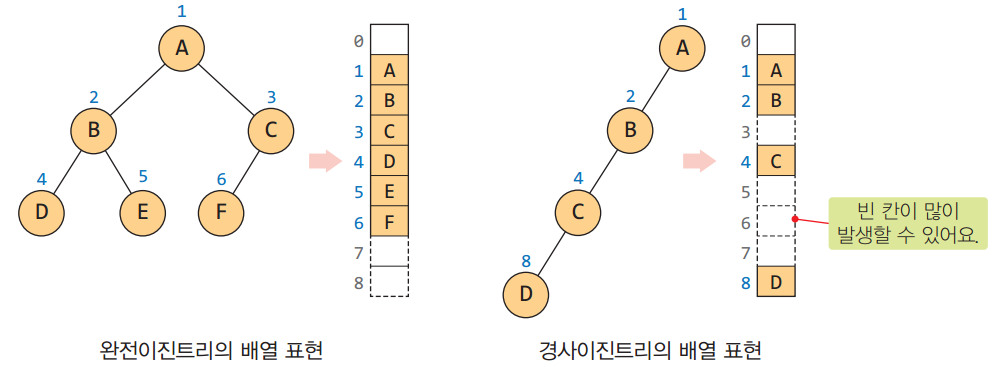 1
A
2
3
B
C
4
5
6
D
E
F
0
1 A
2 B
3 C
4 D
5 E
6 F
7
8
완전이진트리의 배열 표현
1
A
2
B
4
C
8
D
0
1 A
2 B
3
4 C
5
6
7
8 D
빈 칸이 많이
발생할 수 있어요.
경사이진트리의 배열 표현